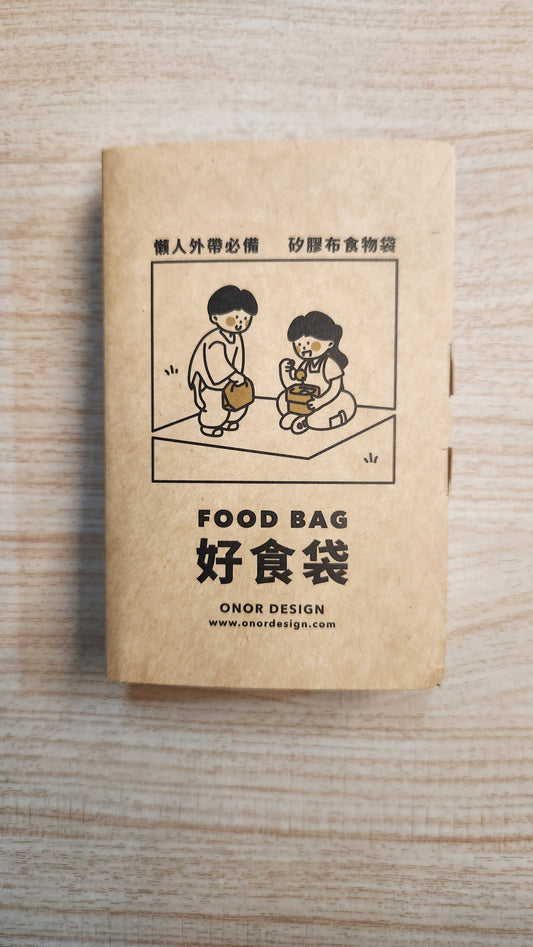 懶人外帶必備 矽膠布食物袋
FOOD BAG
好食袋
ONOR DESIGN
www.onordesign.com